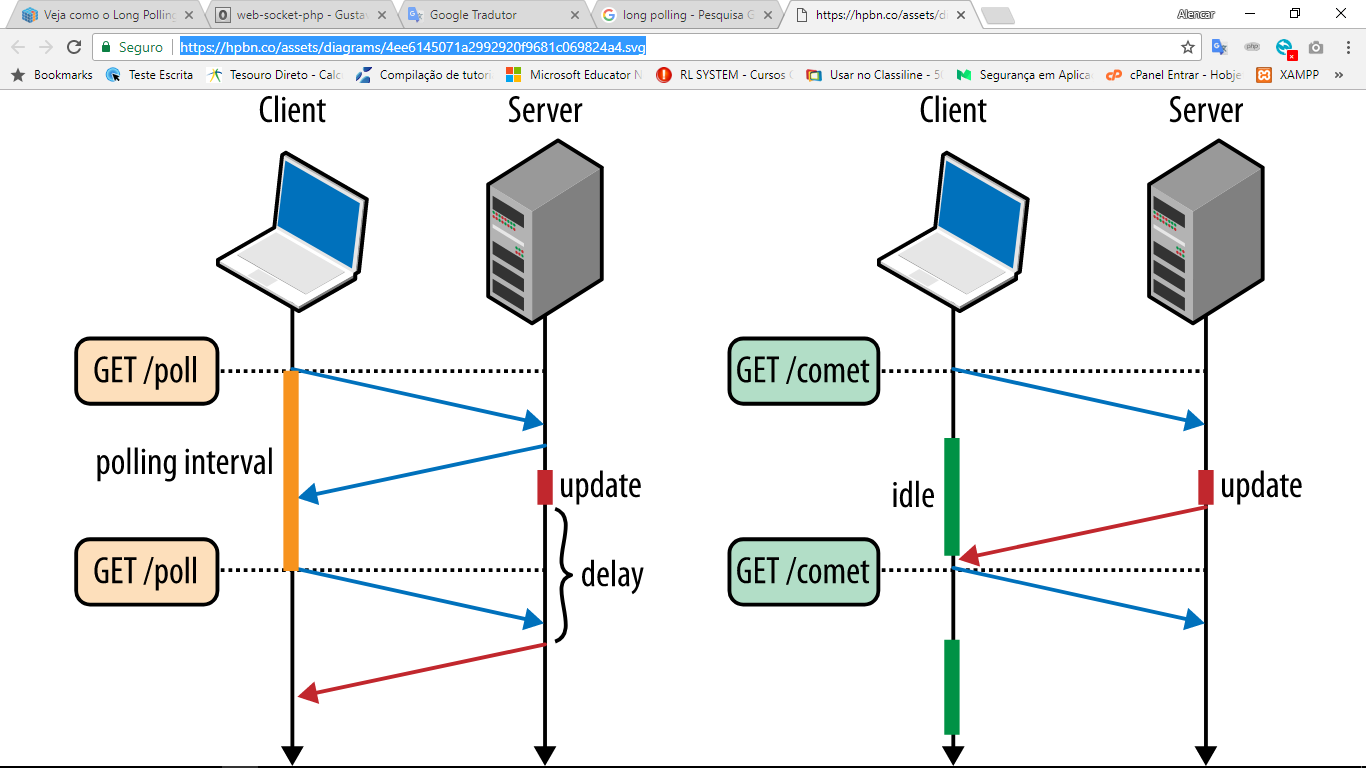 Veja como o Long Polling
web-socket-php - Gustav
Google Tradutor
long polling - Pesquisa G
https://hpbn.co/assets/di
Alencar
Seguro
https://hpbn.co/assets/diagrams/4ee6145071a2992920f9681c069824a4.svg
php
Bookmarks
Teste Escrita
Tesouro Direto - Calc
Compilação de tutori
Microsoft Educator N
RL SYSTEM - Cursos
Usar no Classiline - 5
Segurança em Aplica
cPanel Entrar - Hobje
XAMPP
»
Client
Server
GET /poll
polling interval
update
GET /poll
delay
Client
Server
GET /comet
idle
update
GET /comet